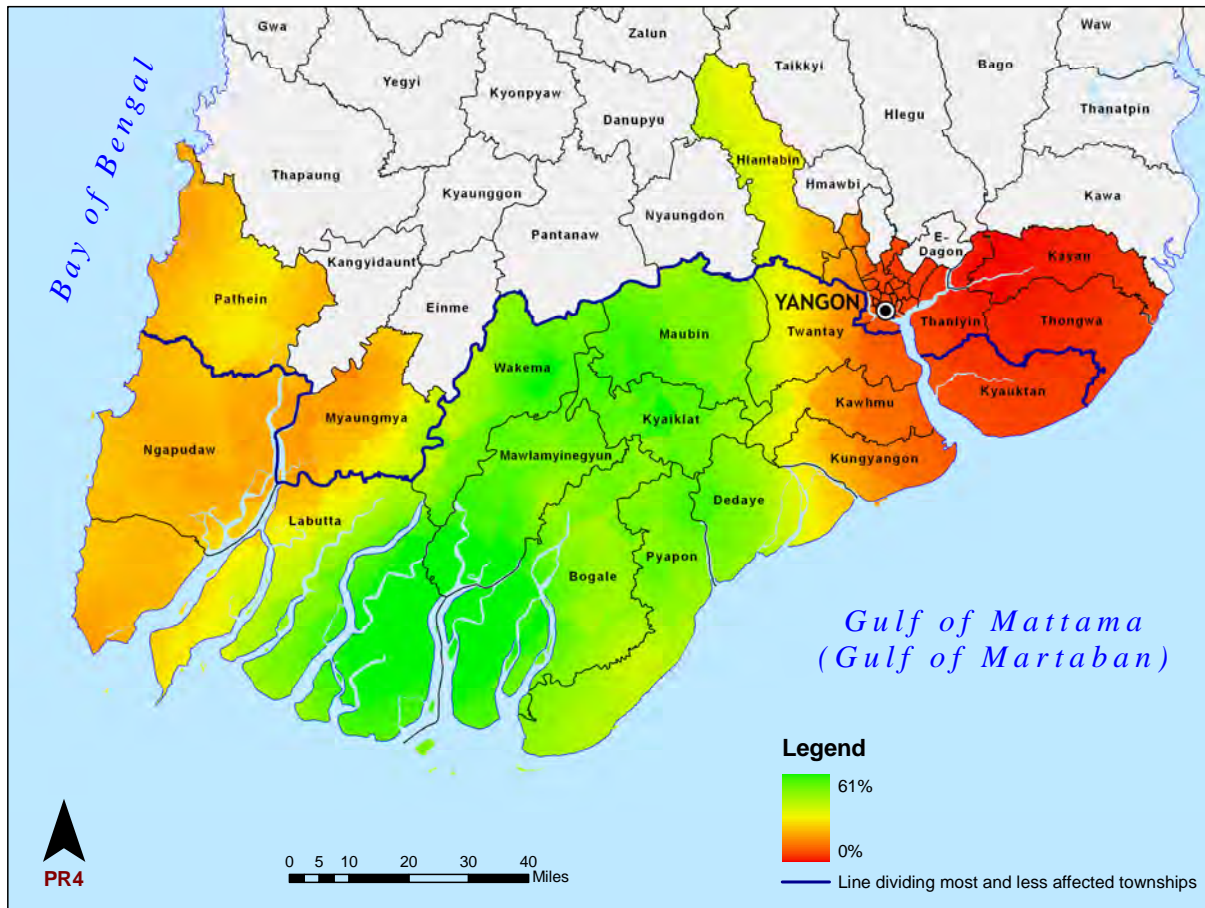 Gwa
Zalun
Waw
Yegyi
Kyonpyaw
Taikkyi
Bago
Danupyu
Hlegu
Thanatpin
Bay of Bengal
Thapaung
Hlantabin
Hmawbi
Kyaunggon
Kawa
Nyaungdon
Pantanaw
E-
Dagon
Kangyidaunt
Kayan
Pathein
Einme
YANGON
Thanlyin
Thongwa
Maubin
Twantay
Wakema
Kyauktan
Kawhmu
Myaungmya
Kyaiklat
Ngapudaw
Mawlamyinegyun
Kungyangon
Dedaye
Labutta
Pyapon
Bogale
Gulf of Mattama
(Gulf of Martaban)
Legend
61%
0%
Line dividing most and less affected townships
PR4
0 5 10 20 30 40
Miles